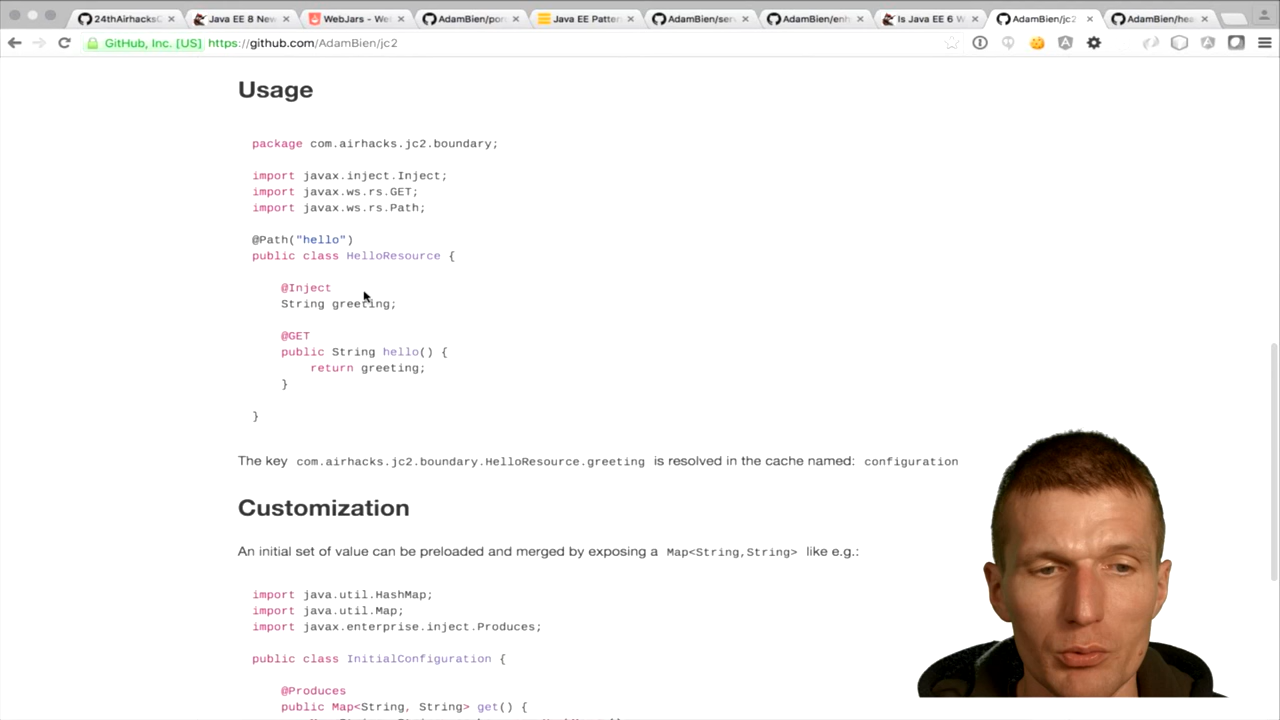 24thAirhacksC
Java EE 8 New
WebJars - We
AdamBien/por
Java EE Patter
AdamBien/ser
AdamBien/enh
Is Java EE 6 W
AdamBien/jc2
AdamBien/hea
GitHub, Inc. [US] https://github.com/AdamBien/jc2
Usage
package com.airhacks.jc2.boundary;
import javax.inject.Inject;
import javax.ws.rs.GET;
import javax.ws.rs.Path;
@Path("hello")
public class HelloResource {
@Inject
String greeting;
@GET
public String hello() {
return greeting;
}
}
The key com.airhacks.jc2.boundary.HelloResource.greeting is resolved in the cache named: configuration
Customization
An initial set of value can be preloaded and merged by exposing a Map<String,String> like e.g.:
import java.util.HashMap;
import java.util.Map;
import javax.enterprise.inject.Produces;
public class InitialConfiguration {
@Produces
public Map<String, String> get() {